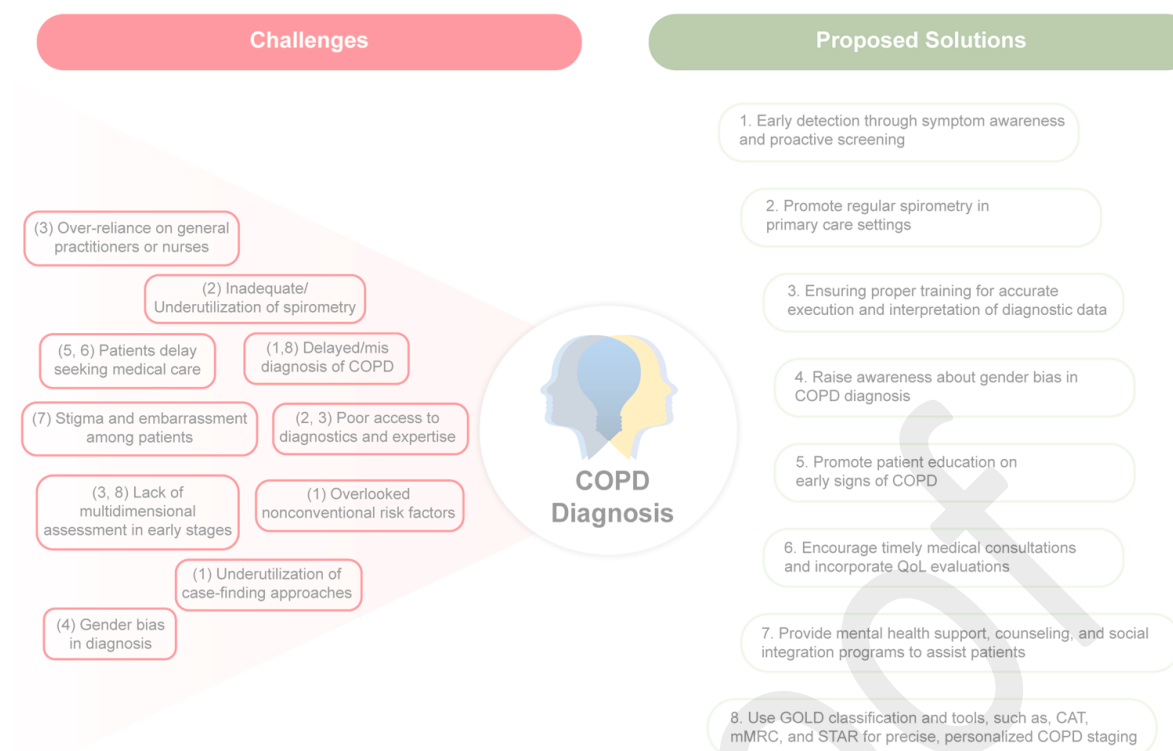 Challenges
Proposed Solutions
(3) Over-reliance on general
practitioners or nurses
(2) Inadequate/
Underutilization of spirometry
(5, 6) Patients delay
seeking medical care
(1,8) Delayed/mis
diagnosis of COPD
(7) Stigma and embarrassment
among patients
(2, 3) Poor access to
diagnostics and expertise
(3, 8) Lack of
multidimensional
assessment in early stages
(1) Overlooked
nonconventional risk factors
(1) Underutilization of
case-finding approaches
(4) Gender bias
in diagnosis
COPD
Diagnosis
1. Early detection through symptom awareness
and proactive screening
2. Promote regular spirometry in
primary care settings
3. Ensuring proper training for accurate
execution and interpretation of diagnostic data
4. Raise awareness about gender bias in
COPD diagnosis
5. Promote patient education on
early signs of COPD
6. Encourage timely medical consultations
and incorporate QoL evaluations
7. Provide mental health support, counseling, and social
integration programs to assist patients
8. Use GOLD classification and tools, such as, CAT,
mMRC, and STAR for precise, personalized COPD staging